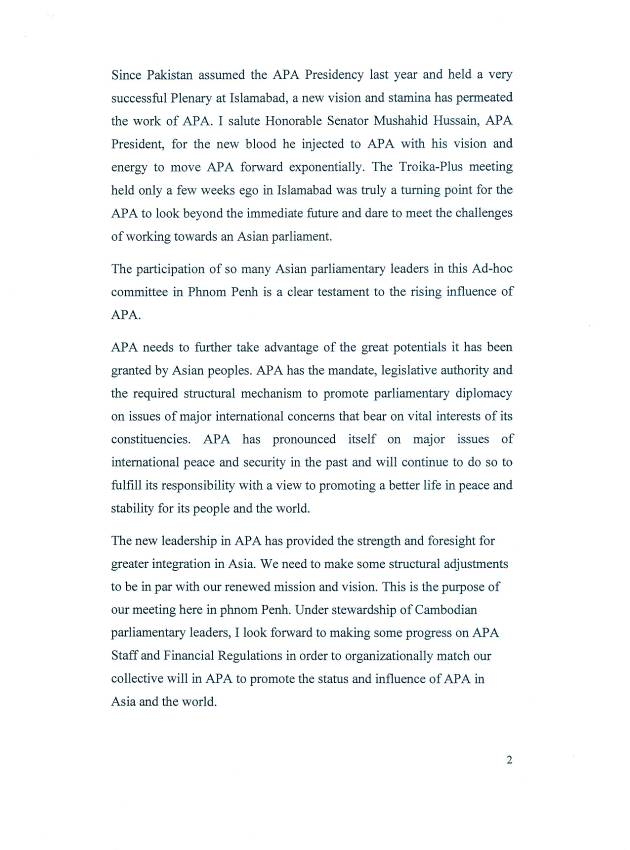 Since Pakistan assumed the APA Presidency last year and held a very
successful Plenary at Islamabad, a new vision and stamina has permeated
the work of APA. I salute Honorable Senator Mushahid Hussain, APA
President, for the new blood he injected to APA with his vision and
energy to move APA forward exponentially. The Troika-Plus meeting
held only a few weeks ego in Islamabad was truly a turning point for the
APA to look beyond the immediate future and dare to meet the challenges
of working towards an Asian parliament.
The participation of so many Asian parliamentary leaders in this Ad-hoc
committee in Phnom Penh is a clear testament to the rising influence of
APA.
APA needs to further take advantage of the great potentials it has been
granted by Asian peoples. APA has the mandate, legislative authority and
the required structural mechanism to promote parliamentary diplomacy
on issues of major international concerns that bear on vital interests of its
constituencies. APA has pronounced itself on major issues of
international peace and security in the past and will continue to do so to
fulfill its responsibility with a view to promoting a better life in peace and
stability for its people and the world.
The new leadership in APA has provided the strength and foresight for
greater integration in Asia. We need to make some structural adjustments
to be in par with our renewed mission and vision. This is the purpose of
our meeting here in phnom Penh. Under stewardship of Cambodian
parliamentary leaders, I look forward to making some progress on APA
Staff and Financial Regulations in order to organizationally match our
collective will in APA to promote the status and influence of APA in
Asia and the world.
2